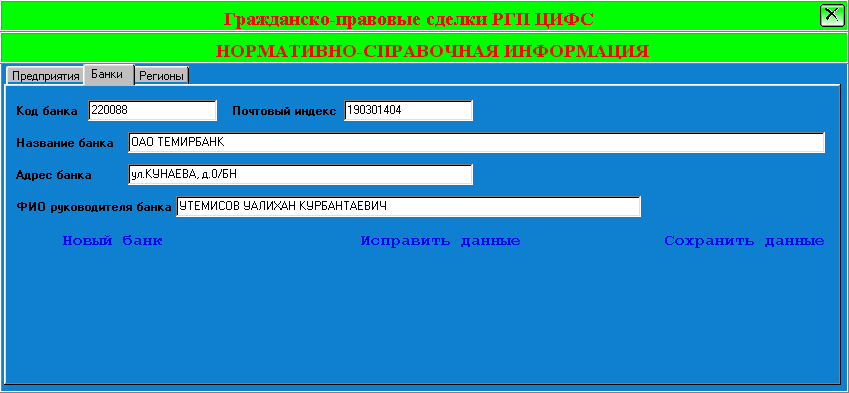 Гражданско-правовые сделки РГП ЦИФС
НОРМАТИВНО-СПРАВОЧНАЯ ИНФОРМАЦИЯ
Предприятия Банки Регионы
Код банка 220088 Почтовый индекс 190301404
Название банка ОАО ТЕМИРБАНК
Адрес банка ул.КУНАЕВА, д.0/БН
ФИО руководителя банка УТЕМИСОВ УАЛИХАН КУРБАНТАЕВИЧ
Новый банк Исправить данные Сохранить данные